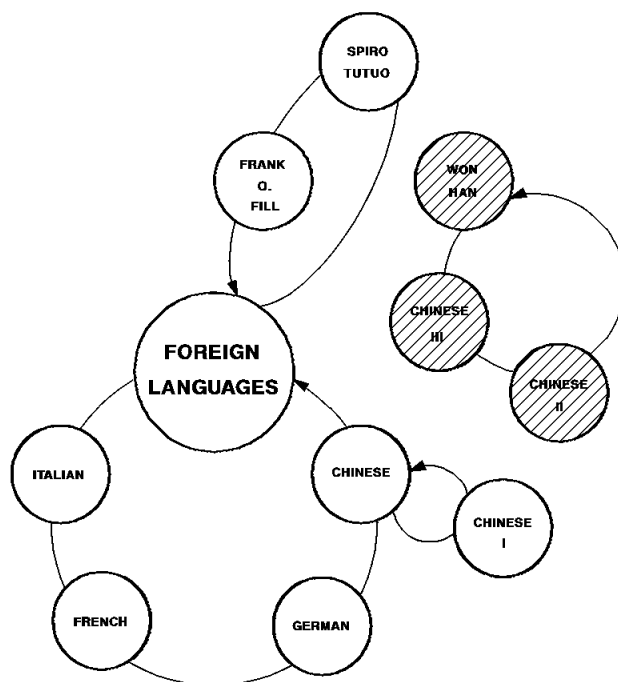 SPIRO
TUTUO
FRANK
Q.
FILL
WON
HAN
CHINESE
III
CHINESE
II
FOREIGN
LANGUAGES
ITALIAN
CHINESE
CHINESE
I
FRENCH
GERMAN